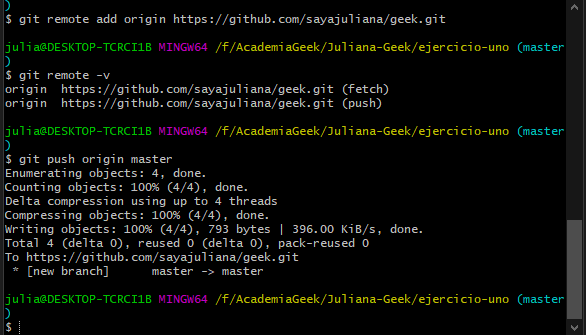 )
$ git remote add origin https://github.com/sayajuliana/geek.git

julia@DESKTOP-TCRCI1B MINGW64 /f/AcademiaGeek/Juliana-Geek/ejercicio-uno (master
)
$ git remote -v
origin  https://github.com/sayajuliana/geek.git (fetch)
origin  https://github.com/sayajuliana/geek.git (push)

julia@DESKTOP-TCRCI1B MINGW64 /f/AcademiaGeek/Juliana-Geek/ejercicio-uno (master
)
$ git push origin master
Enumerating objects: 4, done.
Counting objects: 100% (4/4), done.
Delta compression using up to 4 threads
Compressing objects: 100% (4/4), done.
Writing objects: 100% (4/4), 793 bytes | 396.00 KiB/s, done.
Total 4 (delta 0), reused 0 (delta 0), pack-reused 0
To https://github.com/sayajuliana/geek.git
 * [new branch]      master -> master

julia@DESKTOP-TCRCI1B MINGW64 /f/AcademiaGeek/Juliana-Geek/ejercicio-uno (master
)
$